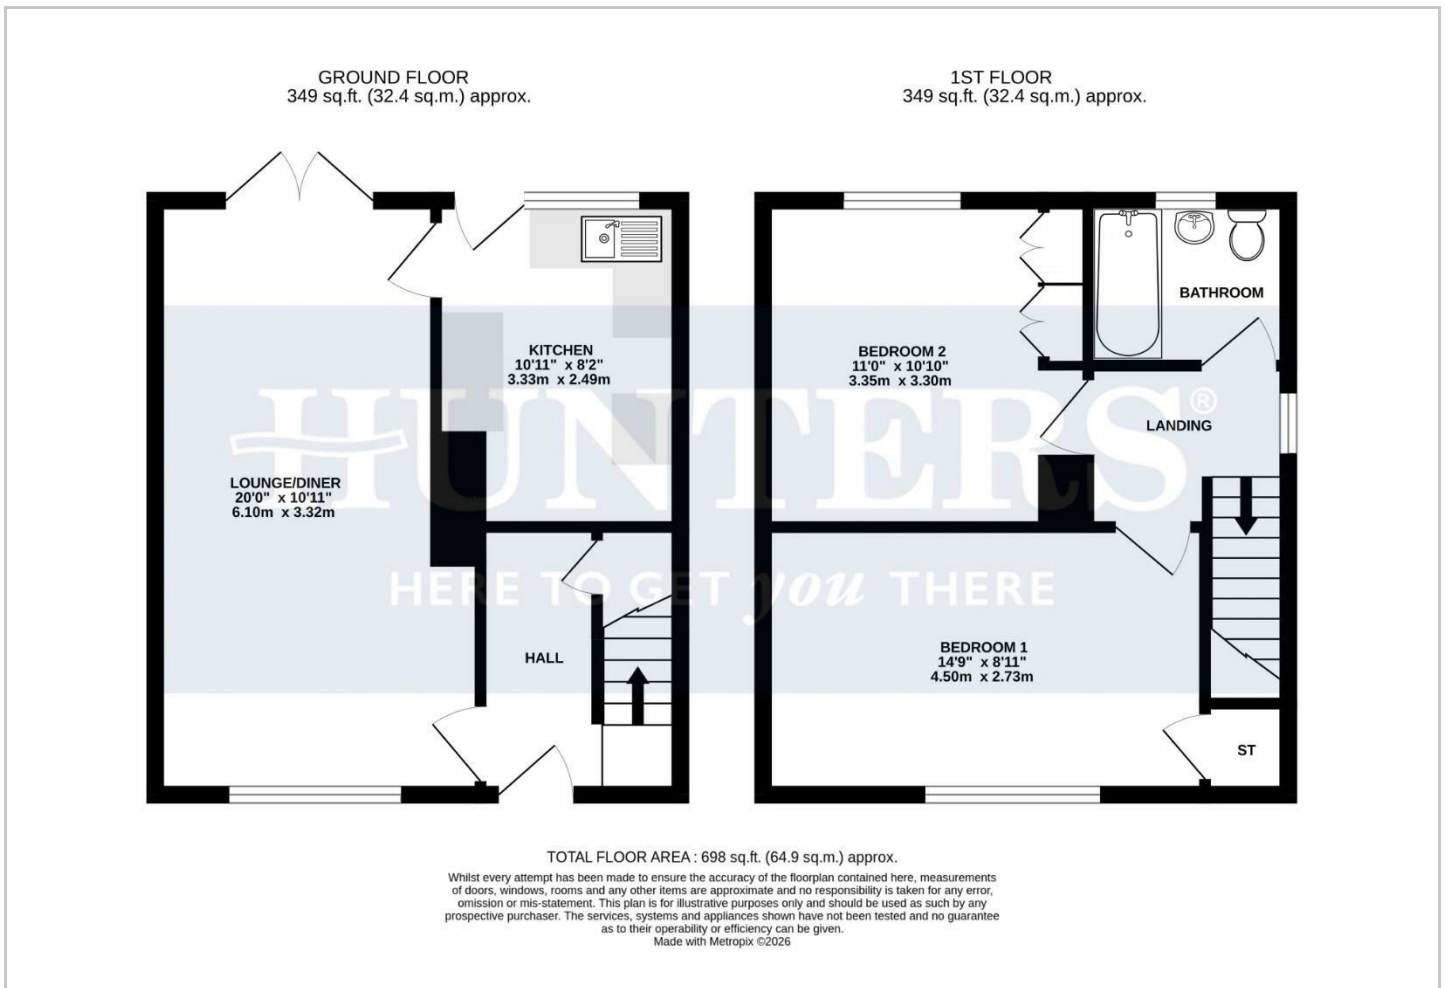 GROUND FLOOR
349 sq.ft. (32.4 sq.m.) approx.
1ST FLOOR
349 sq.ft. (32.4 sq.m.) approx.
KITCHEN
10'11" x 8'2"
3.33m x 2.49m
LOUNGE/DINER
20'0" x 10'11"
6.10m x 3.32m
HALL
BATHROOM
BEDROOM 2
11'0" x 10'10"
3.35m x 3.30m
LANDING
BEDROOM 1
14'9" x 8'11"
4.50m x 2.73m
ST
HUNTERS®
HERE TO GET you THERE
TOTAL FLOOR AREA : 698 sq.ft. (64.9 sq.m.) approx.
Whilst every attempt has been made to ensure the accuracy of the floorplan contained here, measurements
of doors, windows, rooms and any other items are approximate and no responsibility is taken for any error,
omission or mis-statement. This plan is for illustrative purposes only and should be used as such by any
prospective purchaser. The services, systems and appliances shown have not been tested and no guarantee
as to their operability or efficiency can be given.
Made with Metropix ©2026